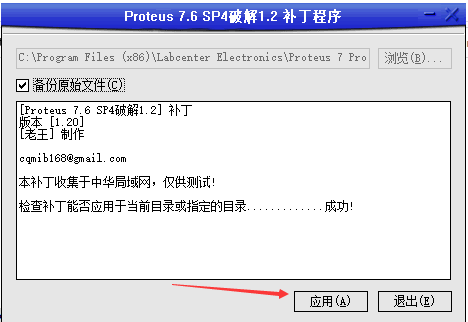 Proteus 7.6 SP4破解1.2 补丁程序
C:\Program Files (x86)\Labcenter Electronics\Proteus 7 Pro
浏览(B)...
备份原始文件(C)
[Proteus 7.6 SP4破解1.2] 补丁
版本 [1.20]
[老王] 制作
cqmib168@gmail.com
本补丁收集于中华局域网，仅供测试!
检查补丁能否应用于当前目录或指定的目录.............成功!
应用(A)
退出(E)